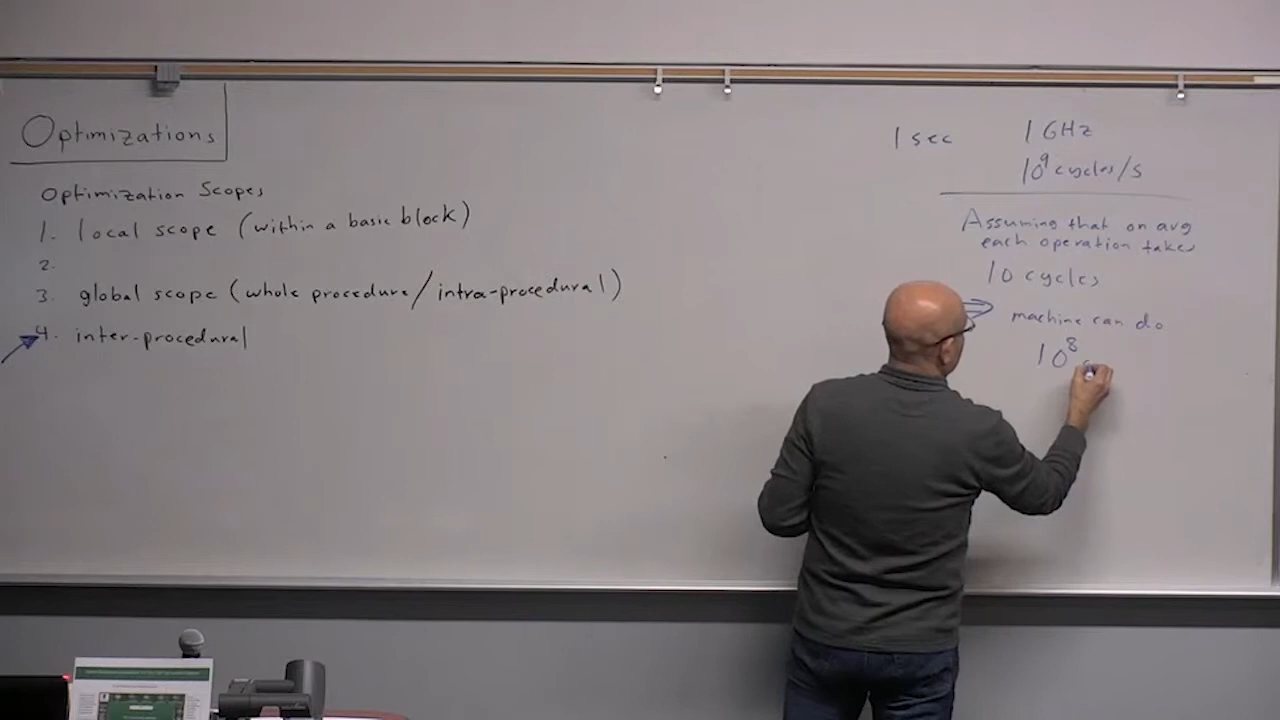 Optimizations
Optimization Scopes
1. local scope (within a basic block)
2.
3. global scope (whole procedure/intra-procedural)
4. inter-procedural
1 sec 1 GHz
10⁹ cycles/s
Assuming that on avg
each operation takes
10 cycles
⇒ machine can do
10⁸